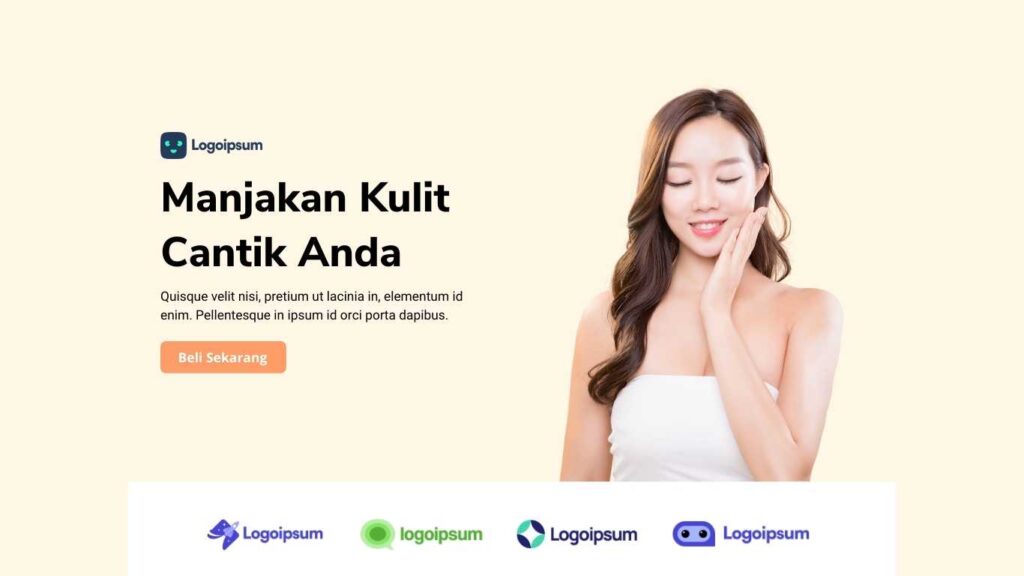 Logoipsum
Manjakan Kulit
Cantik Anda
Quisque velit nisi, pretium ut lacinia in, elementum id
enim. Pellentesque in ipsum id orci porta dapibus.
Beli Sekarang
Logoipsum
logoipsum
Logoipsum
Logoipsum